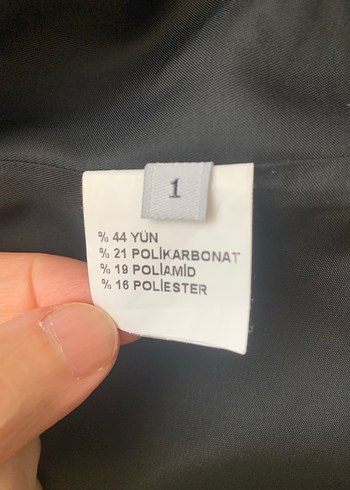 1
% 44 YÜN
% 21 POLİKARBONAT
% 19 POLİAMİD
% 16 POLİESTER